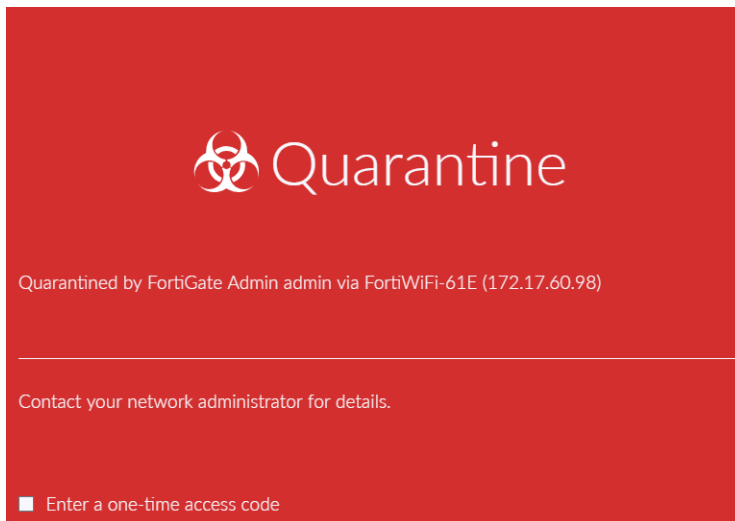 Quarantine
Quarantined by FortiGate Admin admin via FortiWiFi-61E (172.17.60.98)
Contact your network administrator for details.
Enter a one-time access code